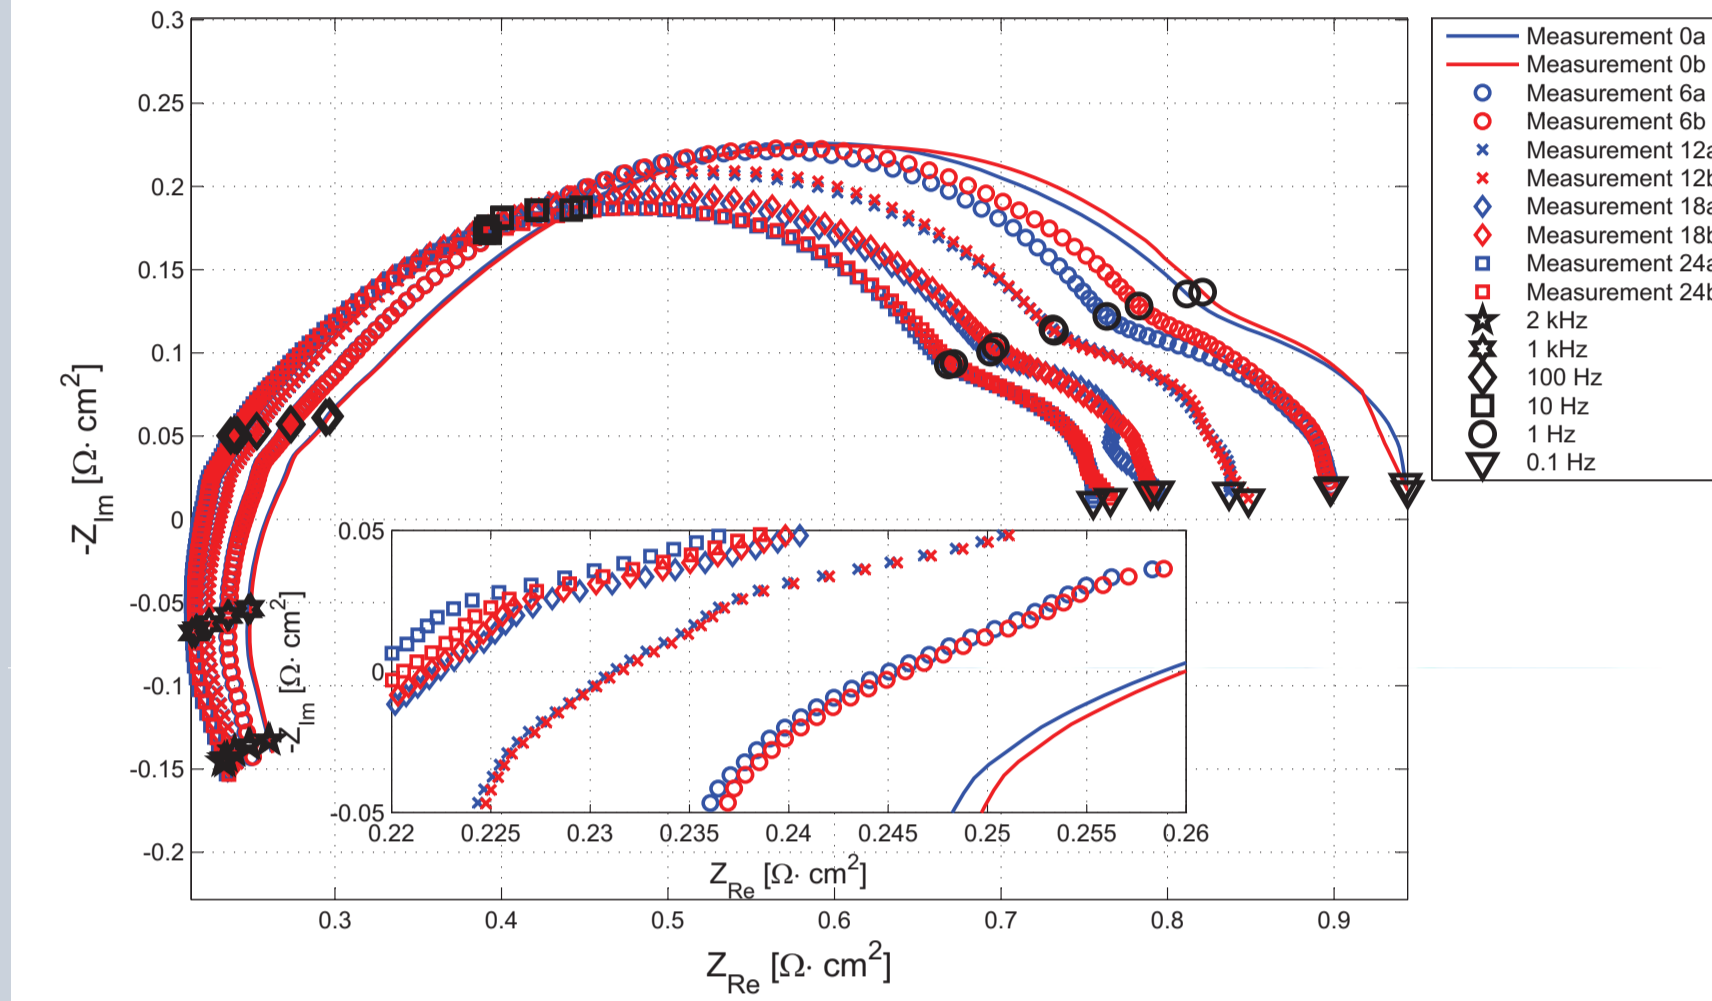 0.3
0.25
0.2
0.15
0.1
0.05
0
-0.05
-0.1
-0.15
-0.2
-Z_Im [Ω· cm²]
0.3 0.4 0.5 0.6 0.7 0.8 0.9
Z_Re [Ω· cm²]
0.05
0
-0.05
-Z_Im [Ω· cm²]
0.22 0.225 0.23 0.235 0.24 0.245 0.25 0.255 0.26
Z_Re [Ω· cm²]
Measurement 0a
Measurement 0b
Measurement 6a
Measurement 6b
Measurement 12a
Measurement 12b
Measurement 18a
Measurement 18b
Measurement 24a
Measurement 24b
2 kHz
1 kHz
100 Hz
10 Hz
1 Hz
0.1 Hz